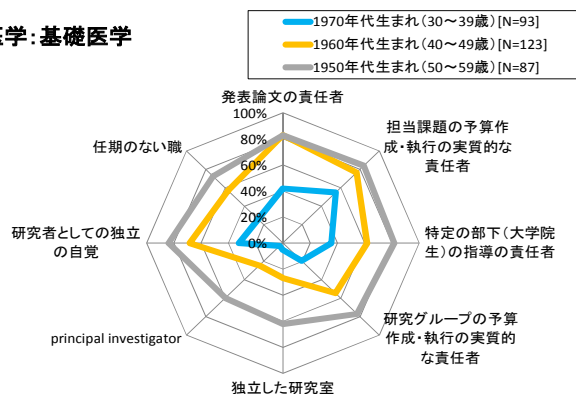 医学：基礎医学
1970年代生まれ（30～39歳）[N=93]
1960年代生まれ（40～49歳）[N=123]
1950年代生まれ（50～59歳）[N=87]
発表論文の責任者
100%
80%
60%
40%
20%
0%
担当課題の予算作
成・執行の実質的な
責任者
特定の部下（大学院
生）の指導の責任者
研究グループの予算
作成・執行の実質的
な責任者
独立した研究室
principal investigator
研究者としての独立
の自覚
任期のない職